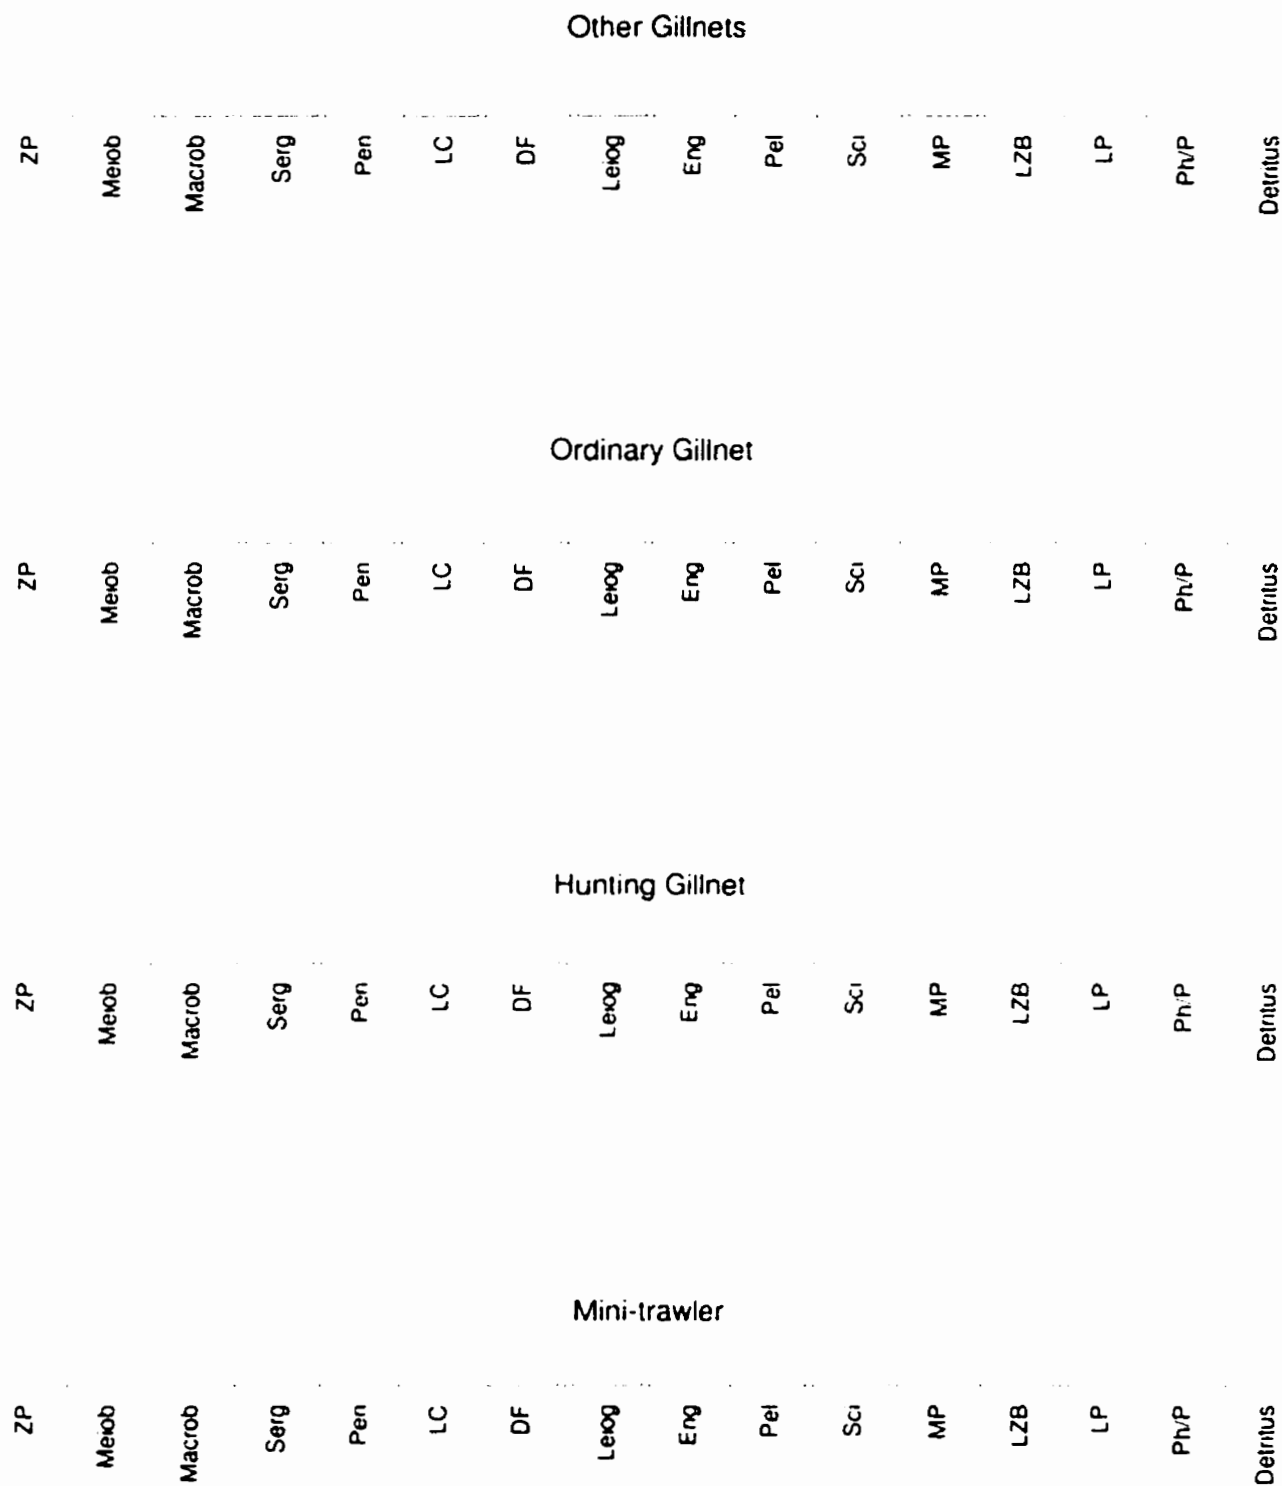 Other Gillnets
ZP Meiob Macrob Serg Pen LC DF Leiog Eng Pel Sci MP LZB LP Ph/P Detritus
Ordinary Gillnet
ZP Meiob Macrob Serg Pen LC DF Leiog Eng Pel Sci MP LZB LP Ph/P Detritus
Hunting Gillnet
ZP Meiob Macrob Serg Pen LC DF Leiog Eng Pel Sci MP LZB LP Ph/P Detritus
Mini-trawler
ZP Meiob Macrob Serg Pen LC DF Leiog Eng Pel Sci MP LZB LP Ph/P Detritus